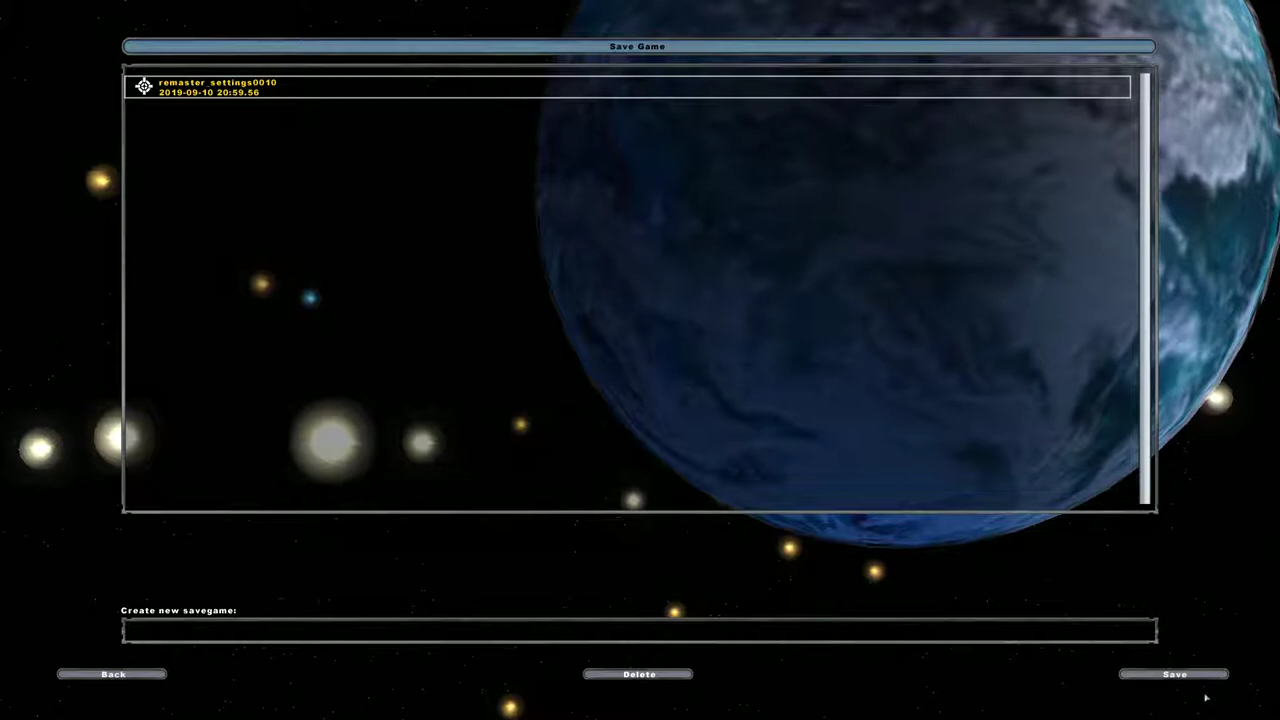 Save Game
remaster_settings0010
2019-09-10 20:59.56
Create new savegame:
Back
Delete
Save